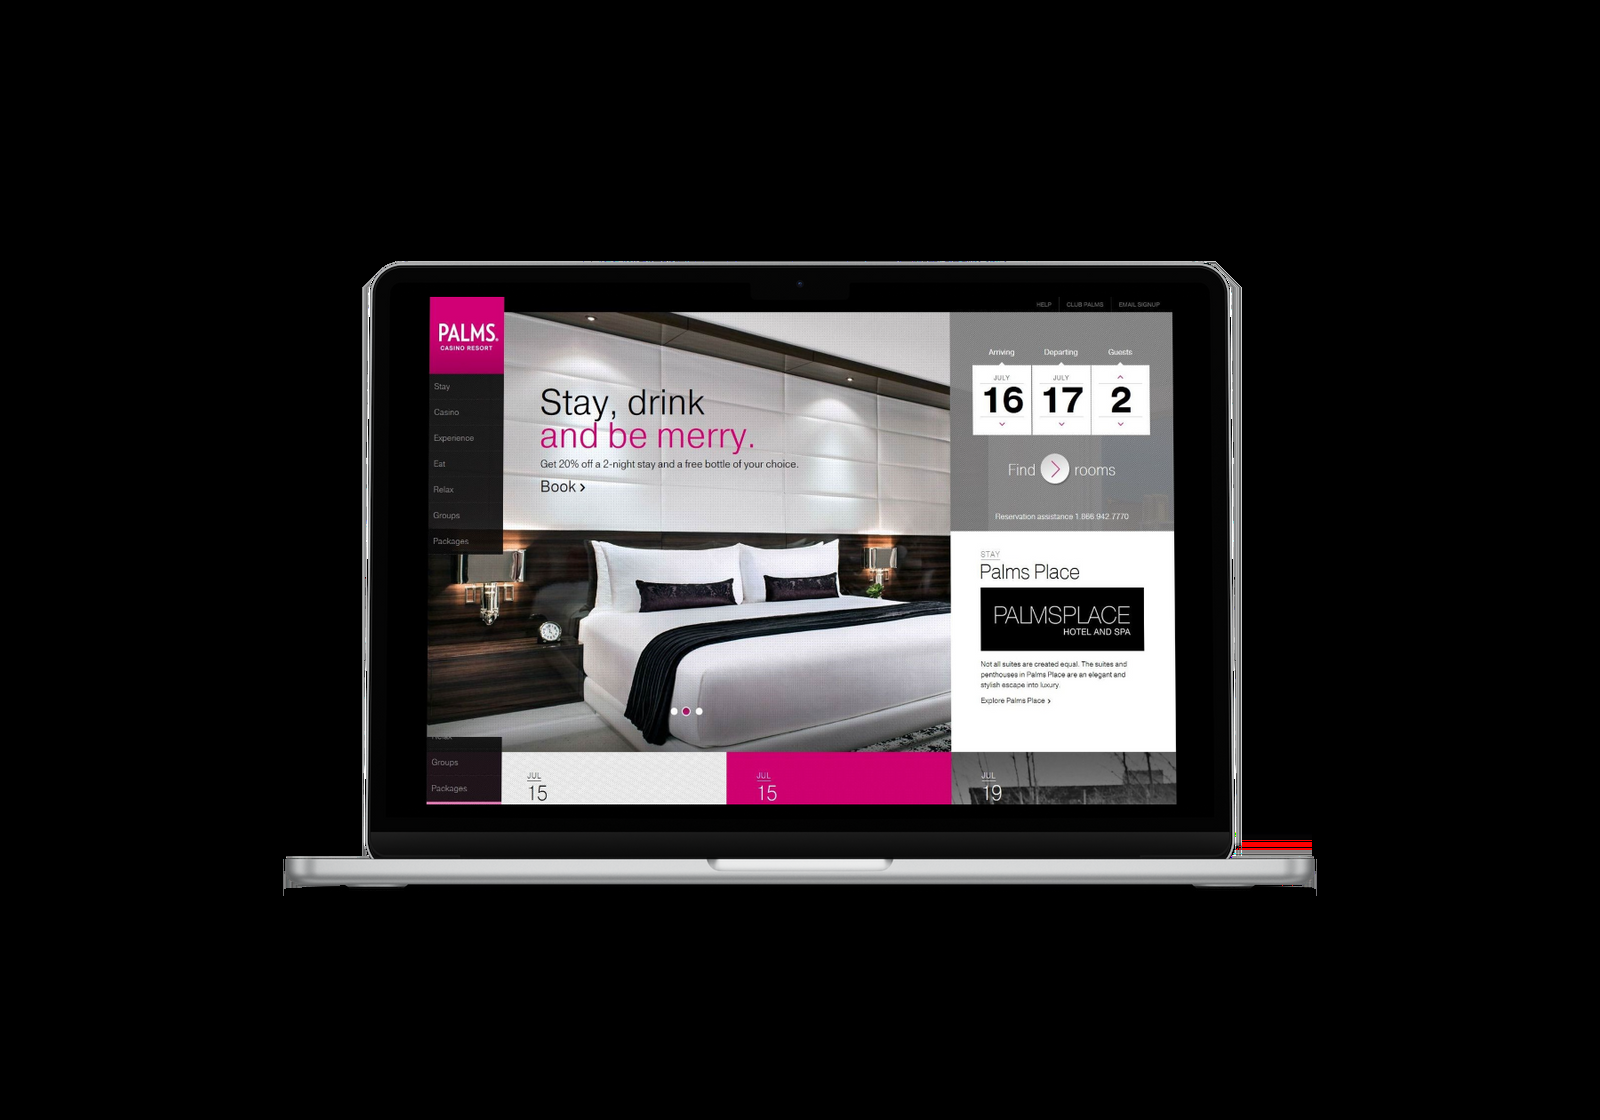 PALMS
CASINO RESORT
HELP
CLUB PALMS
EMAIL SIGNUP
Stay
Casino
Experience
Eat
Relax
Groups
Packages
Stay, drink
and be merry.
Get 20% off a 2-night stay and a free bottle of your choice.
Book >
Arriving
Departing
Guests
JULY
16
JULY
17
2
Find > rooms
Reservation assistance 1.866.942.7770
STAY
Palms Place
PALMSPLACE
HOTEL AND SPA
Not all suites are created equal. The suites and
penthouses in Palms Place are an elegant and
stylish escape into luxury.
Explore Palms Place >
Relax
Groups
Packages
JUL
15
JUL
15
JUL
19